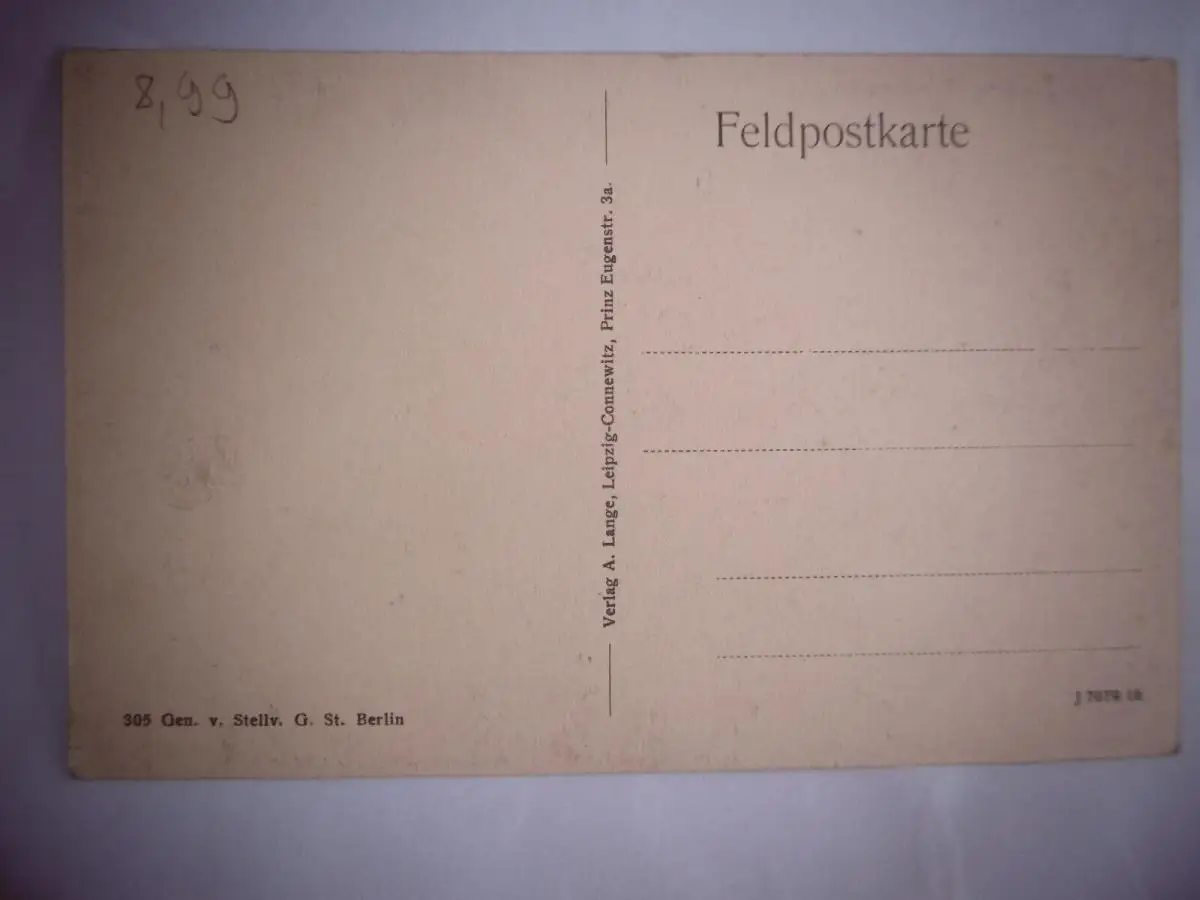 8,99
Feldpostkarte
Verlag A. Lange, Leipzig-Connewitz, Prinz Eugenstr. 3a.
305 Gen. v. Stellv. G. St. Berlin
J